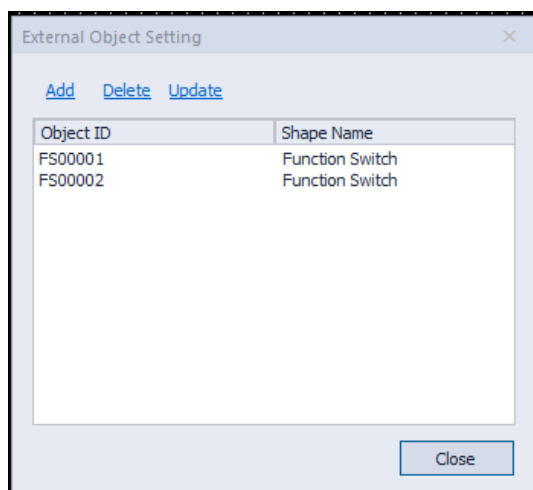 External Object Setting
Add Delete Update
Object ID Shape Name
FS00001 Function Switch
FS00002 Function Switch
Close